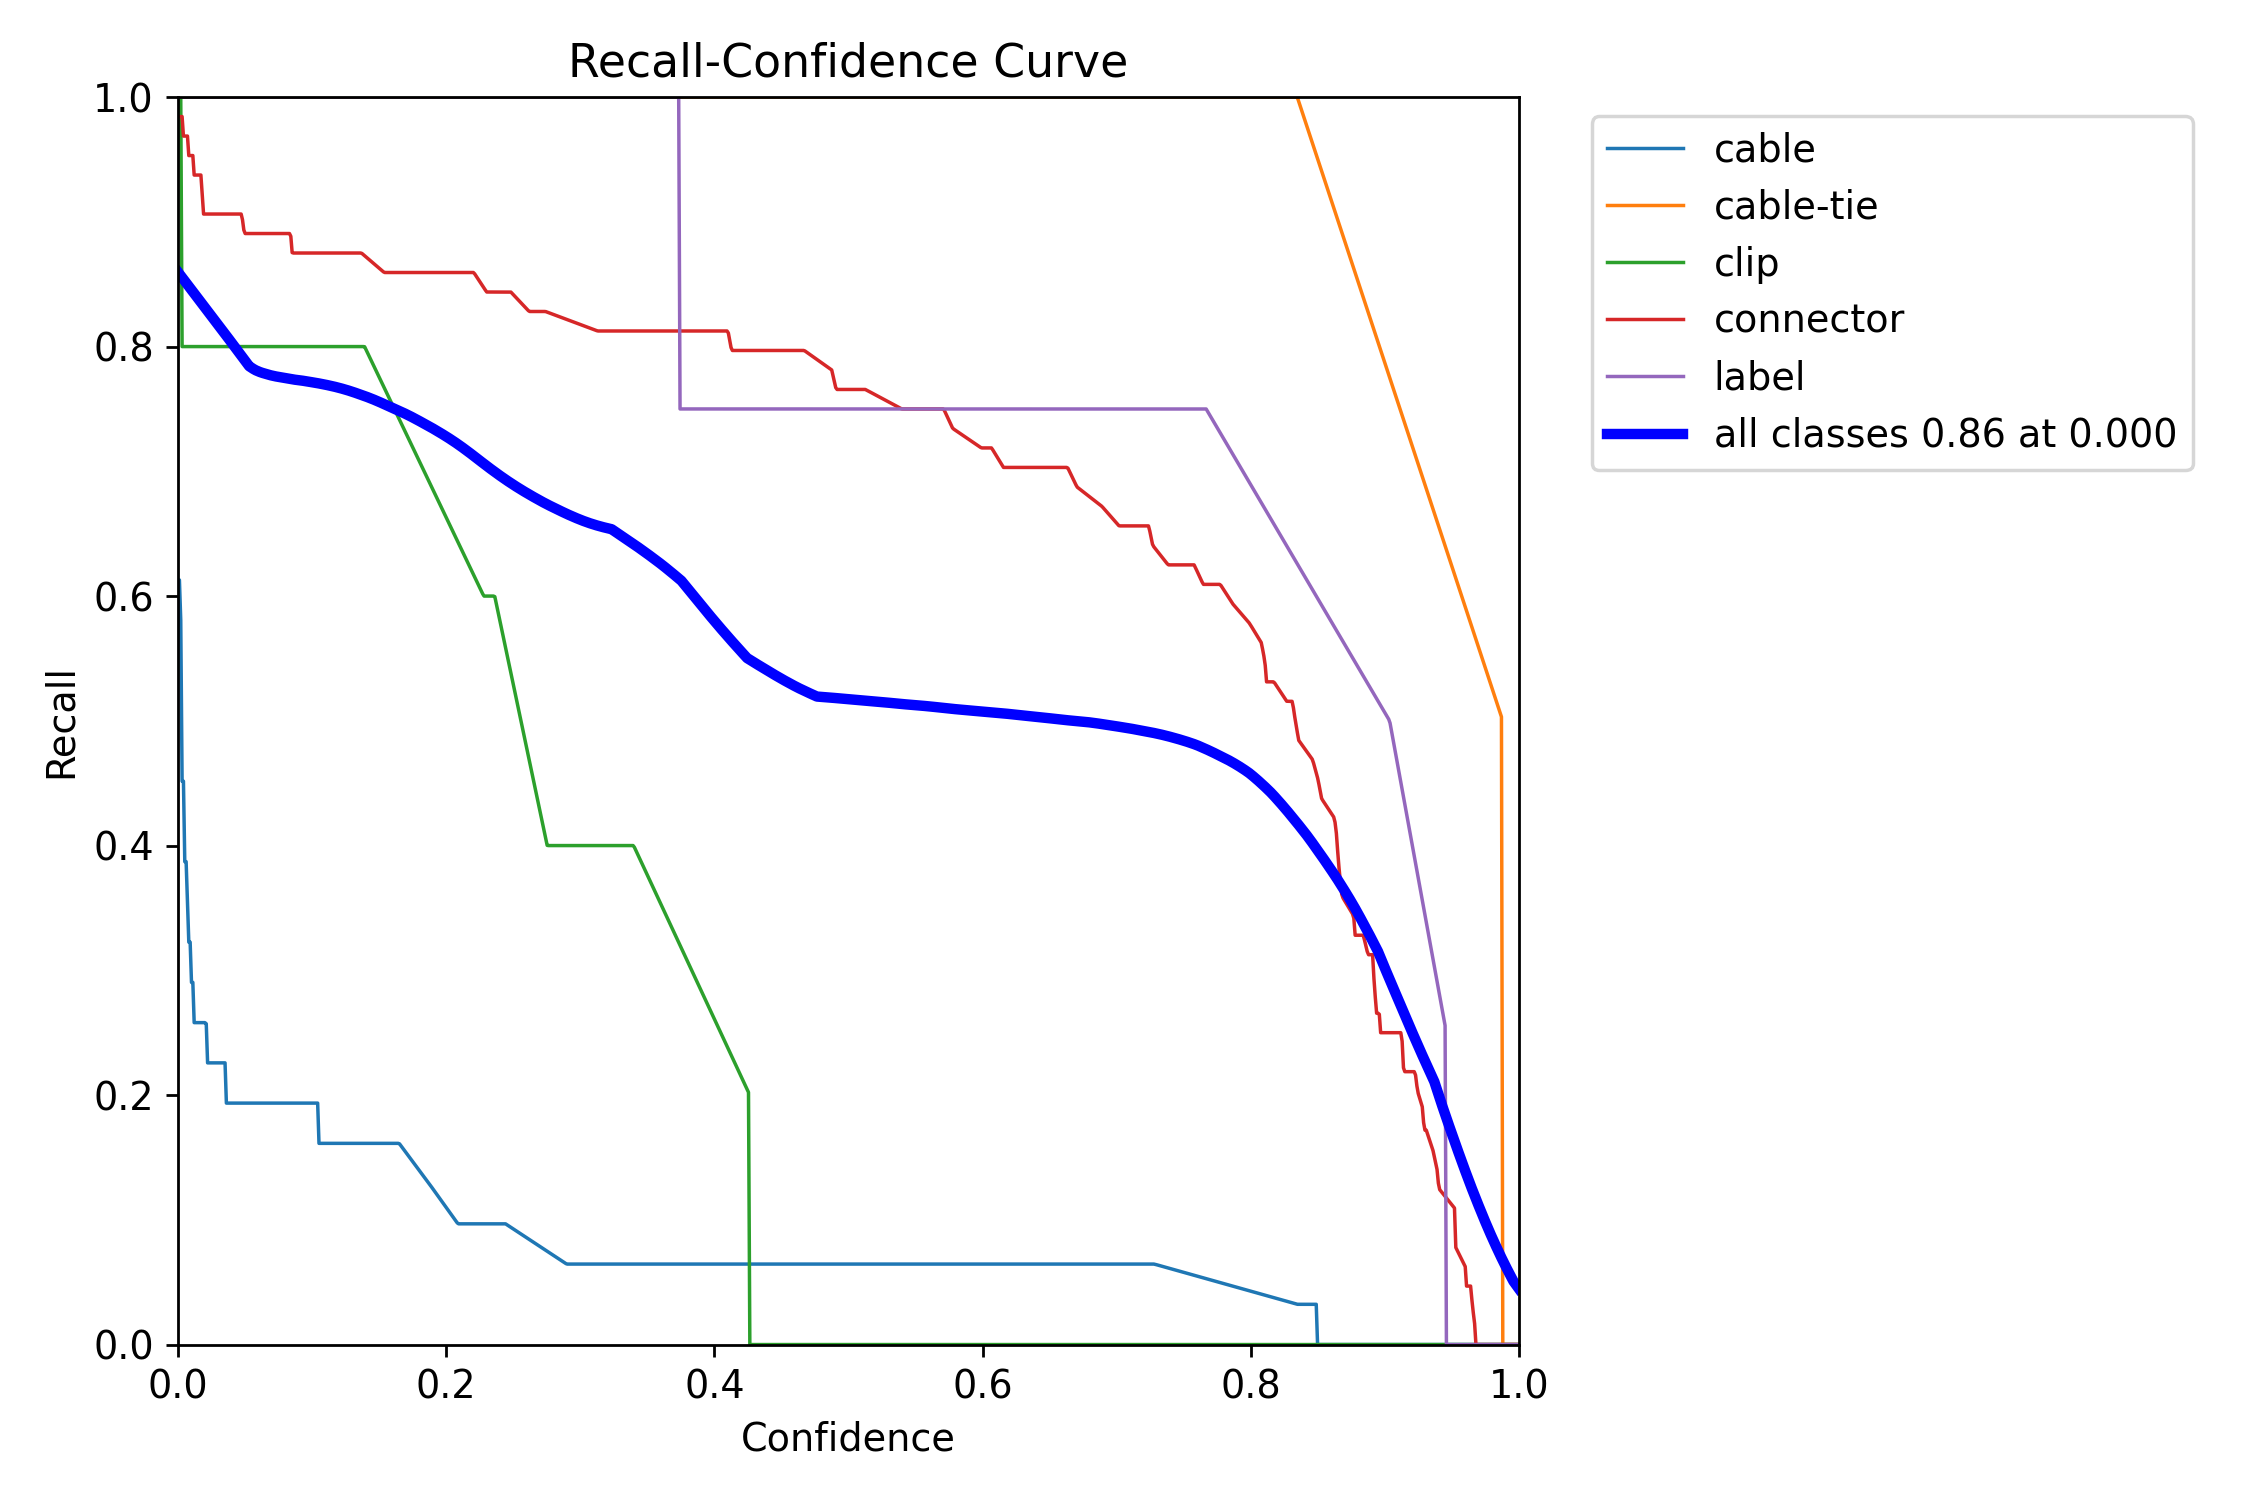 Recall-Confidence Curve
1.0
0.8
0.6
0.4
0.2
0.0
Recall
0.0 0.2 0.4 0.6 0.8 1.0
Confidence
cable
cable-tie
clip
connector
label
all classes 0.86 at 0.000